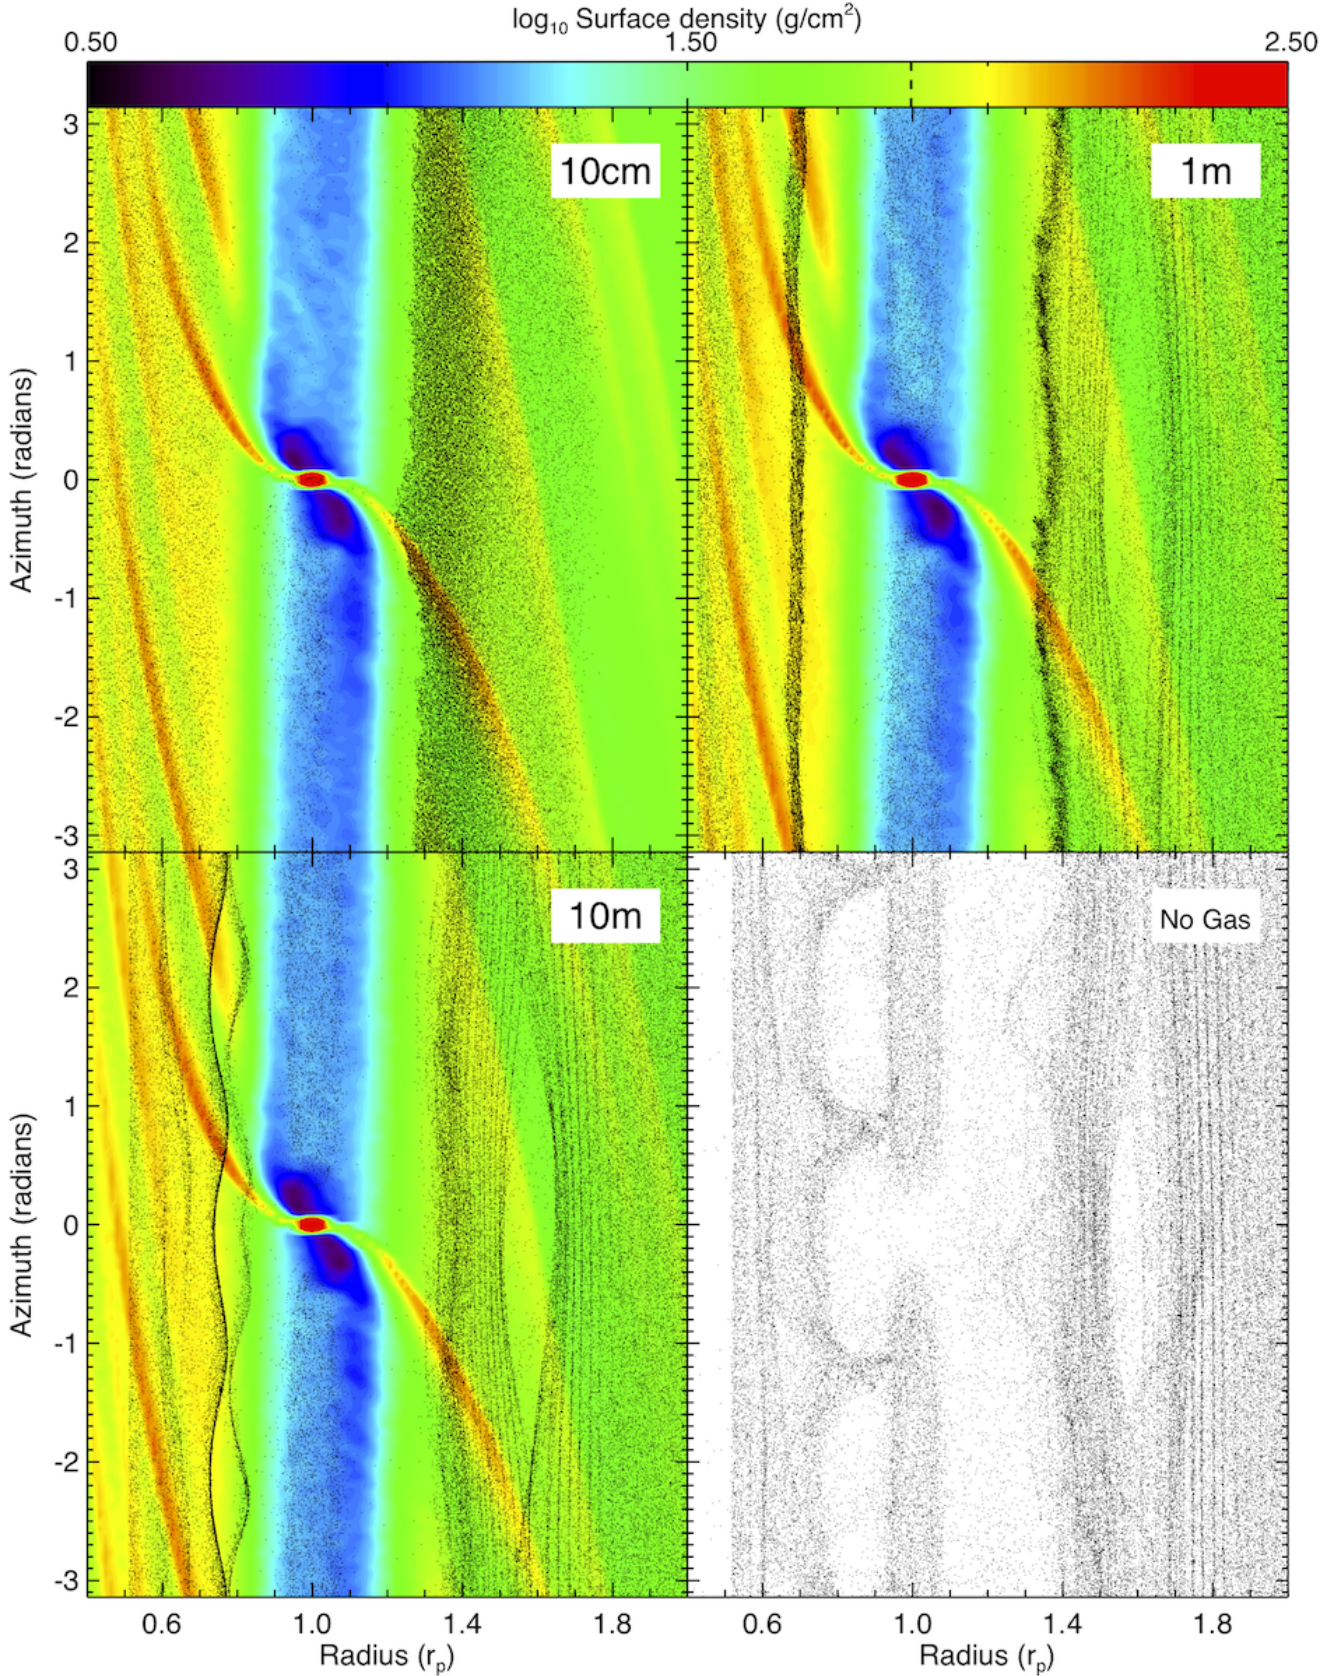 log₁₀ Surface density (g/cm²)
0.50 1.50 2.50
3 10cm 1m
2
1
0
-1
-2
-3
Azimuth (radians)
3 10m No Gas
2
1
0
-1
-2
-3
Azimuth (radians)
0.6 1.0 1.4 1.8 0.6 1.0 1.4 1.8
Radius (rₚ) Radius (rₚ)